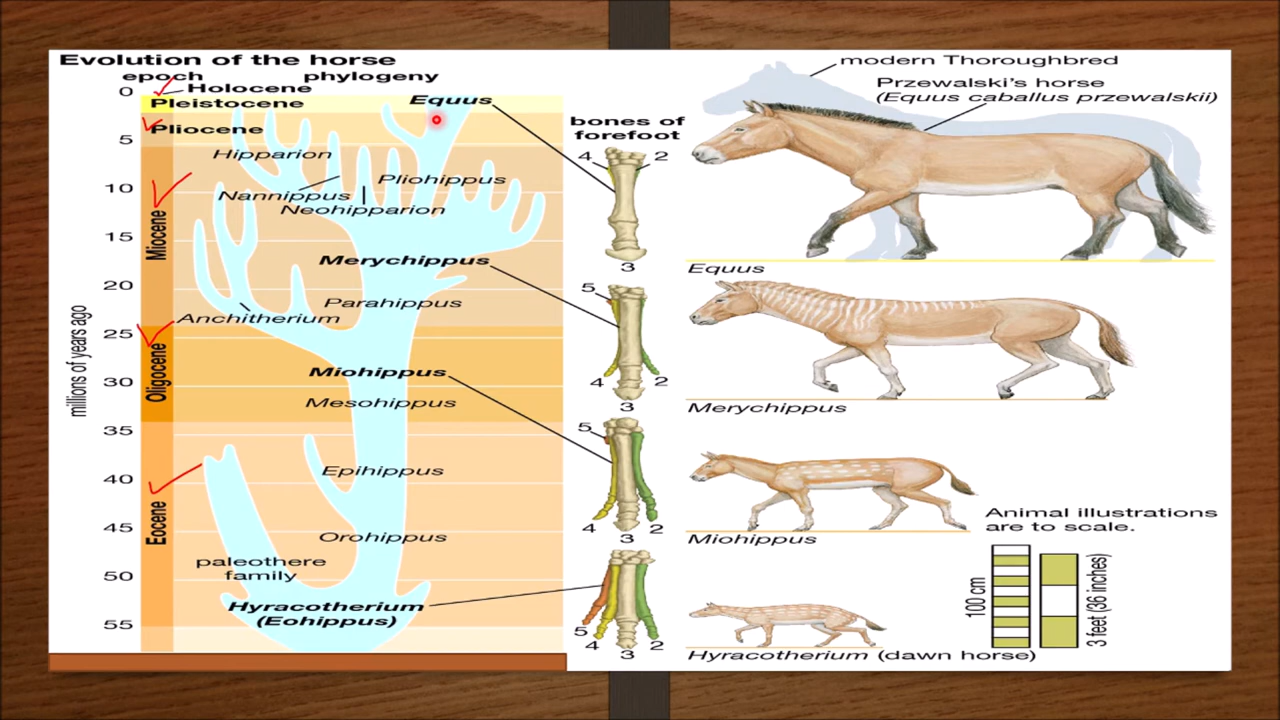 Evolution of the horse
epoch phylogeny
Holocene
Pleistocene
Pliocene
Miocene
Oligocene
Eocene
millions of years ago
0
5
10
15
20
25
30
35
40
45
50
55
Equus
Hipparion
Pliohippus
Nannippus
Neohipparion
Merychippus
Parahippus
Anchitherium
Miohippus
Mesohippus
Epihippus
Orohippus
paleothere
family
Hyracotherium
(Eohippus)
bones of
forefoot
4 2
3
5
4 2
3
5
4 2
3
5
4 2
3
modern Thoroughbred
Przewalski's horse
(Equus caballus przewalskii)
Equus
Merychippus
Miohippus
Hyracotherium (dawn horse)
Animal illustrations
are to scale.
100 cm
3 feet (36 inches)